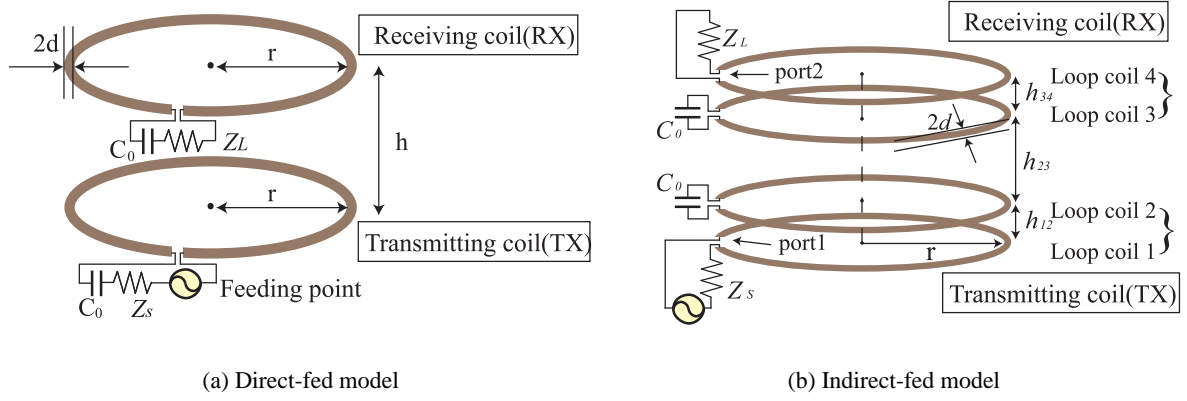 2d
Receiving coil(RX)
r
C0
ZL
h
r
Transmitting coil(TX)
Feeding point
C0
ZS
(a) Direct-fed model
ZL
Receiving coil(RX)
port2
Loop coil 4
h34
C0
Loop coil 3
2d
h23
C0
Loop coil 2
h12
port1
Loop coil 1
r
ZS
Transmitting coil(TX)
(b) Indirect-fed model